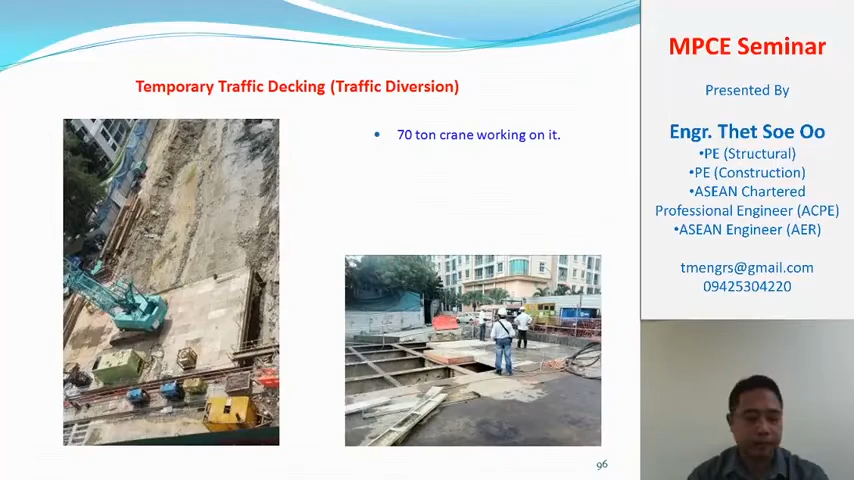 Temporary Traffic Decking (Traffic Diversion)
• 70 ton crane working on it.
96
MPCE Seminar
Presented By
Engr. Thet Soe Oo
•PE (Structural)
•PE (Construction)
•ASEAN Chartered
Professional Engineer (ACPE)
•ASEAN Engineer (AER)
tmengrs@gmail.com
09425304220